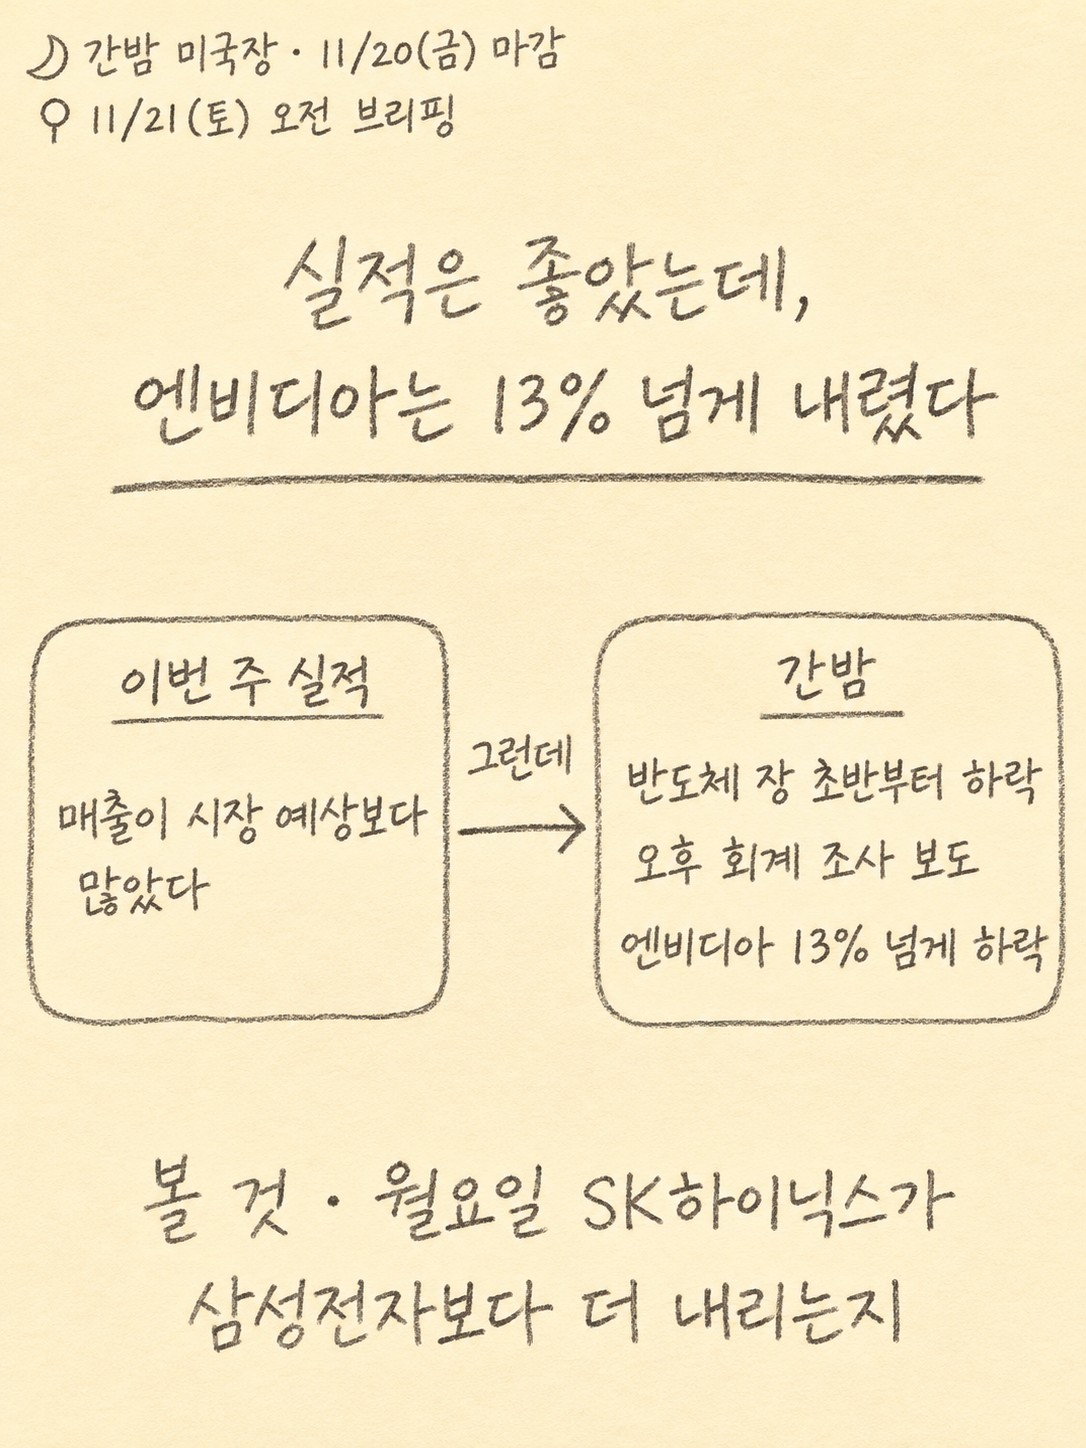 간밤 미국장 · 11/20(금) 마감
11/21(토) 오전 브리핑
실적은 좋았는데,
엔비디아는 13% 넘게 내렸다
이번 주 실적
매출이 시장 예상보다
많았다
그런데
간밤
반도체 장 초반부터 하락
오후 회계 조사 보도
엔비디아 13% 넘게 하락
볼 것 · 월요일 SK하이닉스가
삼성전자보다 더 내리는지